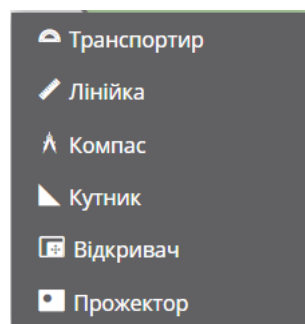 Транспортир
Лінійка
Компас
Кутник
Відкривач
Прожектор